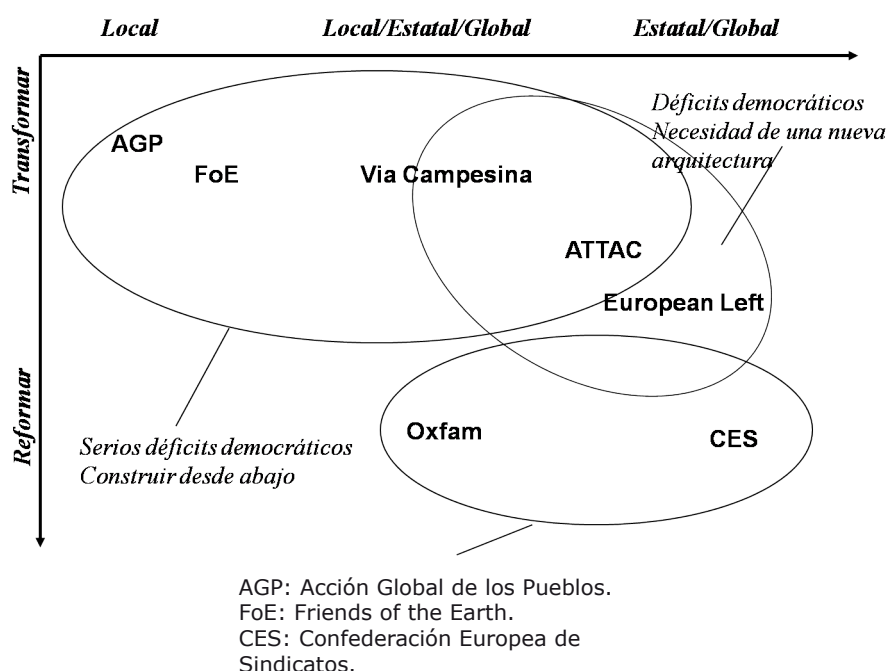 Local
Local/Estatal/Global
Estatal/Global
Transformar
Déficits democráticos
Necesidad de una nueva
arquitectura
AGP
FoE
Via Campesina
ATTAC
European Left
Reformar
Serios déficits democráticos
Construir desde abajo
Oxfam
CES
AGP: Acción Global de los Pueblos.
FoE: Friends of the Earth.
CES: Confederación Europea de
Sindicatos.